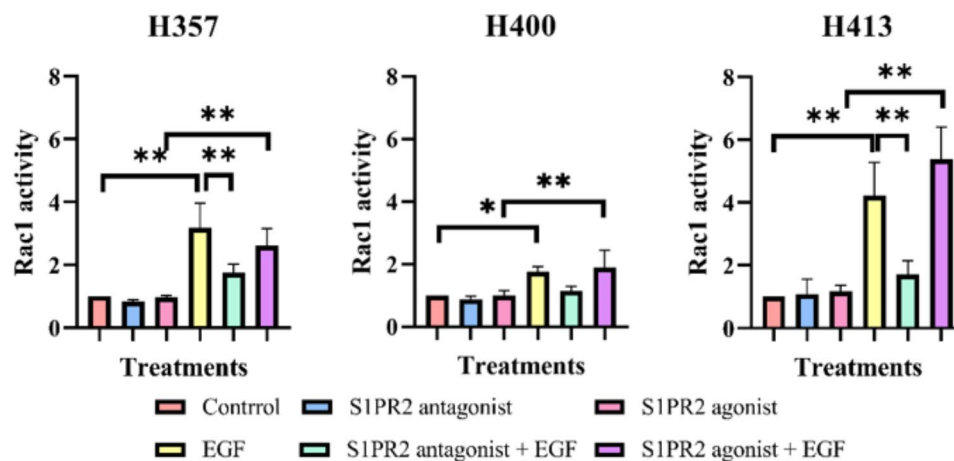 H357 H400 H413
8 8 8
** ** **
6 6 6
** ** ** **
4 4 4
* **
2 2 2
0 0 0
Rac1 activity Rac1 activity Rac1 activity
Treatments Treatments Treatments
Contrrol S1PR2 antagonist S1PR2 agonist
EGF S1PR2 antagonist + EGF S1PR2 agonist + EGF